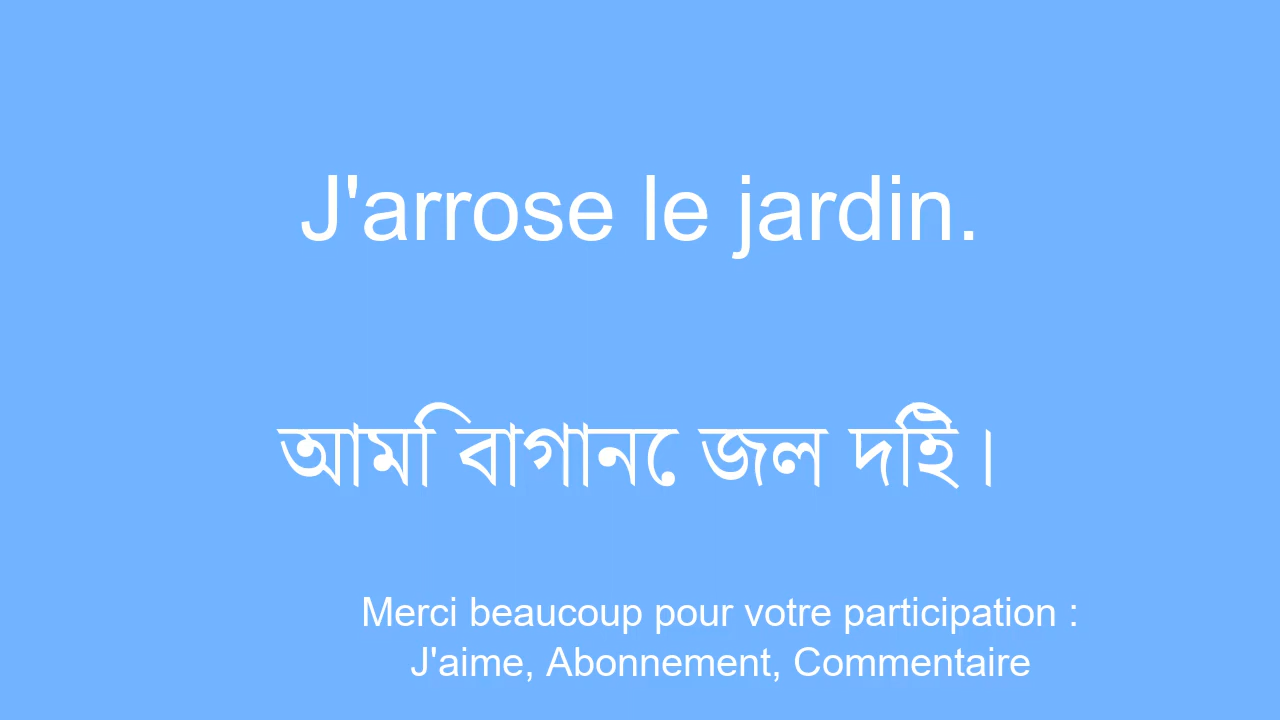 J'arrose le jardin.
আমি বাগানে জল দিই।
Merci beaucoup pour votre participation :
J'aime, Abonnement, Commentaire